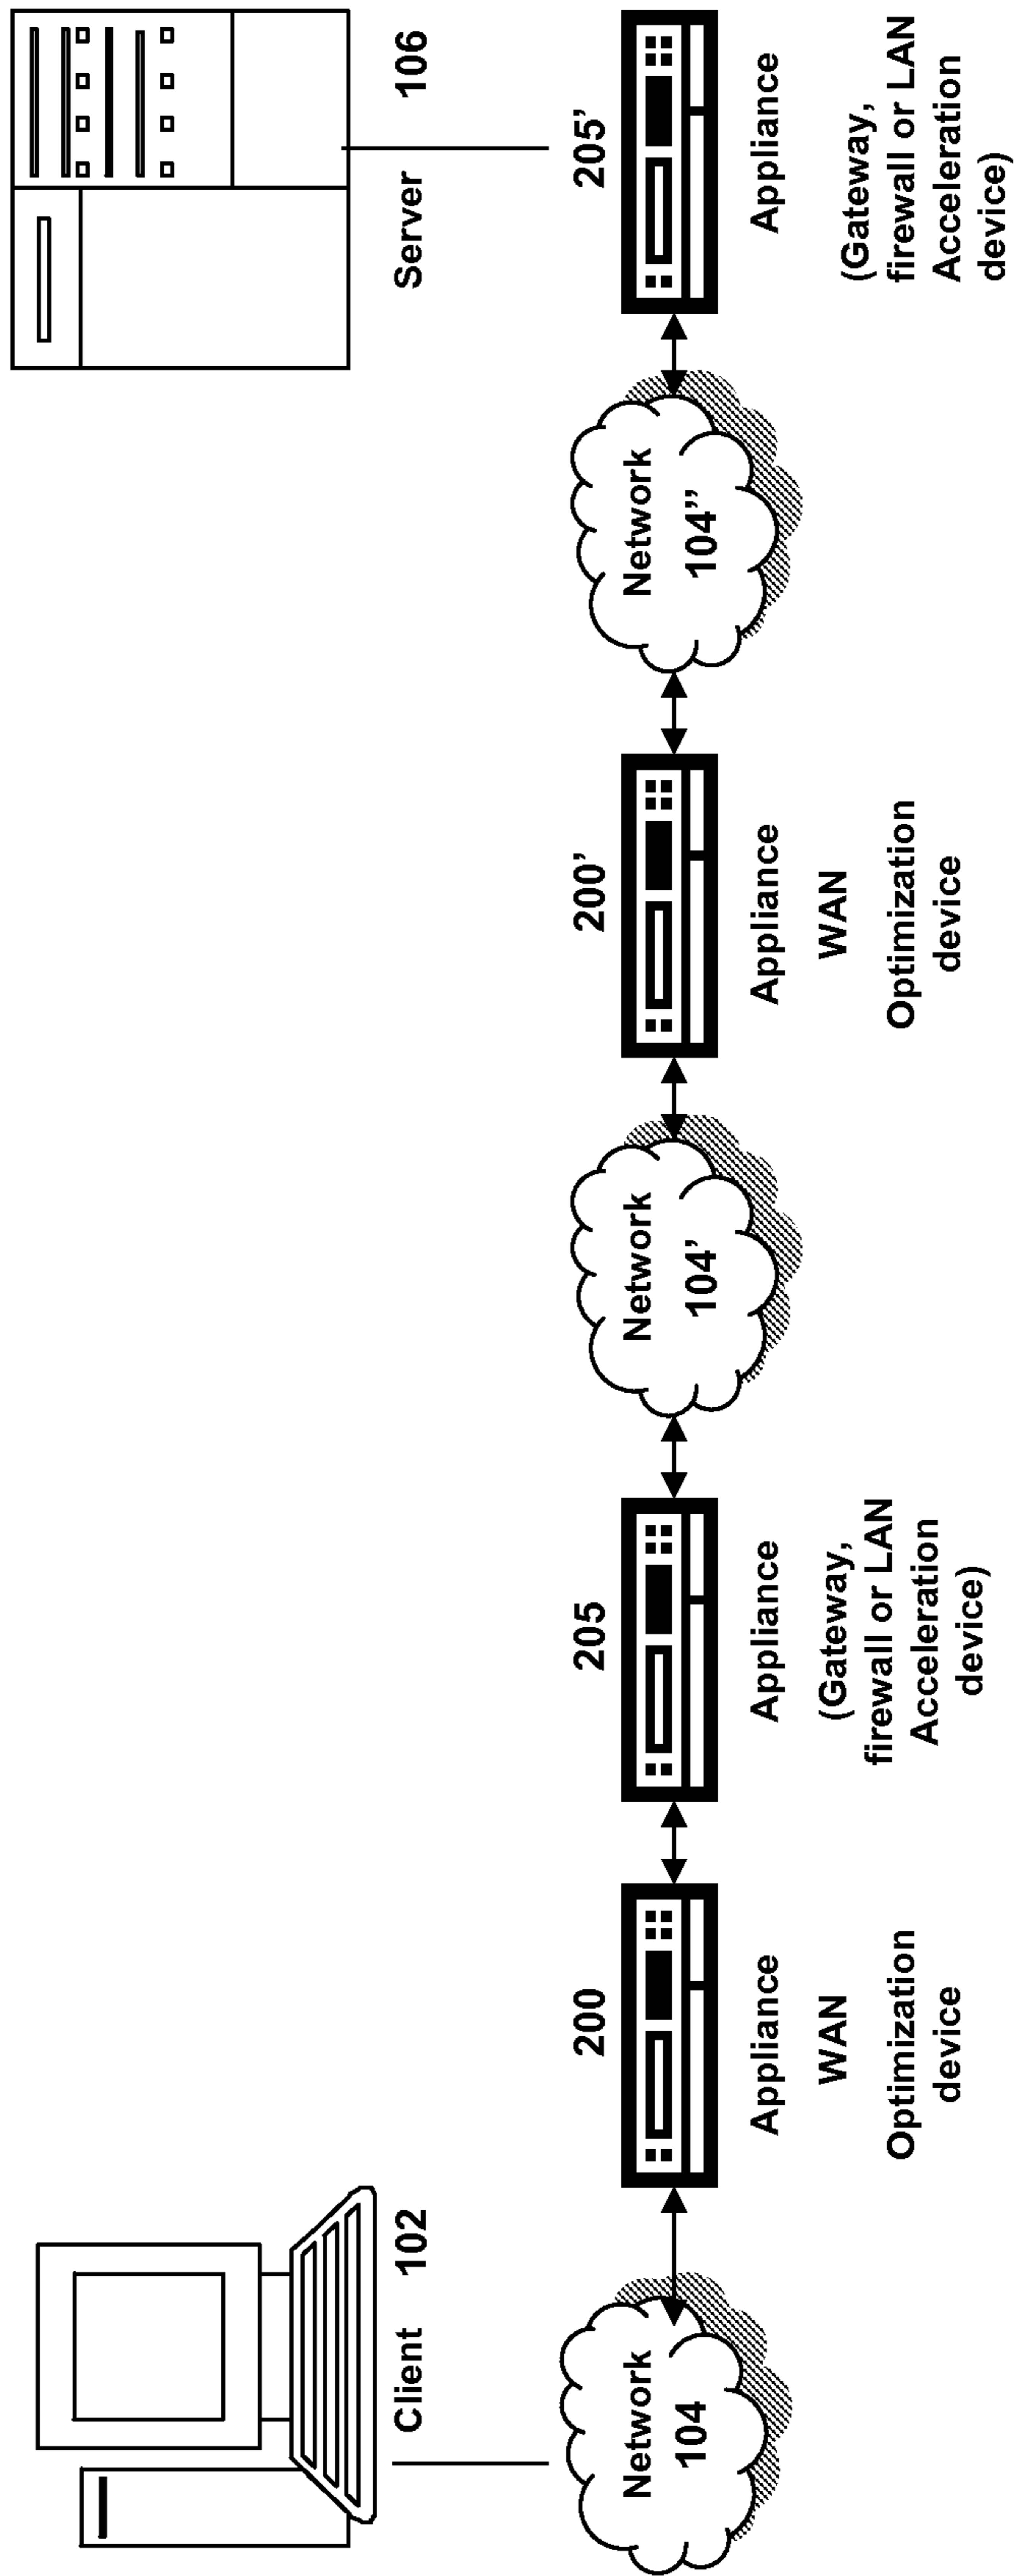 Client 102
Server 106
Network
104
200
Appliance
WAN
Optimization
device
205
Appliance
(Gateway,
firewall or LAN
Acceleration
device)
Network
104’
200’
Appliance
WAN
Optimization
device
Network
104’’
205’
Appliance
(Gateway,
firewall or LAN
Acceleration
device)